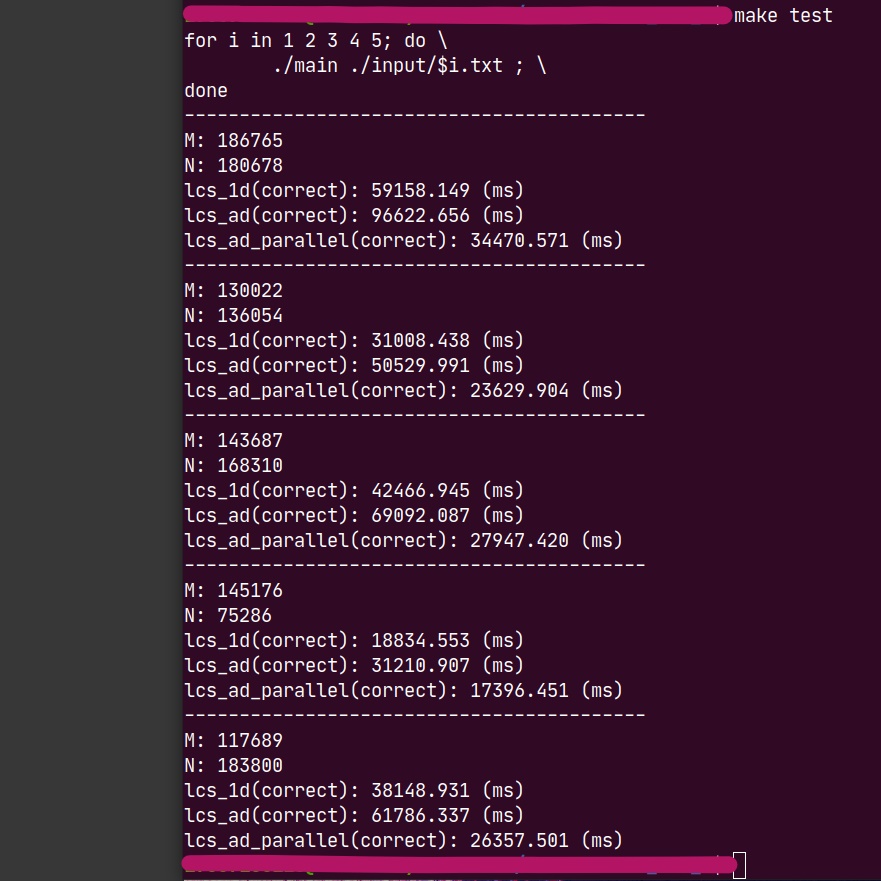 make test
for i in 1 2 3 4 5; do \
        ./main ./input/$i.txt ; \
done
------------------------------------------
M: 186765
N: 180678
lcs_1d(correct): 59158.149 (ms)
lcs_ad(correct): 96622.656 (ms)
lcs_ad_parallel(correct): 34470.571 (ms)
------------------------------------------
M: 130022
N: 136054
lcs_1d(correct): 31008.438 (ms)
lcs_ad(correct): 50529.991 (ms)
lcs_ad_parallel(correct): 23629.904 (ms)
------------------------------------------
M: 143687
N: 168310
lcs_1d(correct): 42466.945 (ms)
lcs_ad(correct): 69092.087 (ms)
lcs_ad_parallel(correct): 27947.420 (ms)
------------------------------------------
M: 145176
N: 75286
lcs_1d(correct): 18834.553 (ms)
lcs_ad(correct): 31210.907 (ms)
lcs_ad_parallel(correct): 17396.451 (ms)
------------------------------------------
M: 117689
N: 183800
lcs_1d(correct): 38148.931 (ms)
lcs_ad(correct): 61786.337 (ms)
lcs_ad_parallel(correct): 26357.501 (ms)